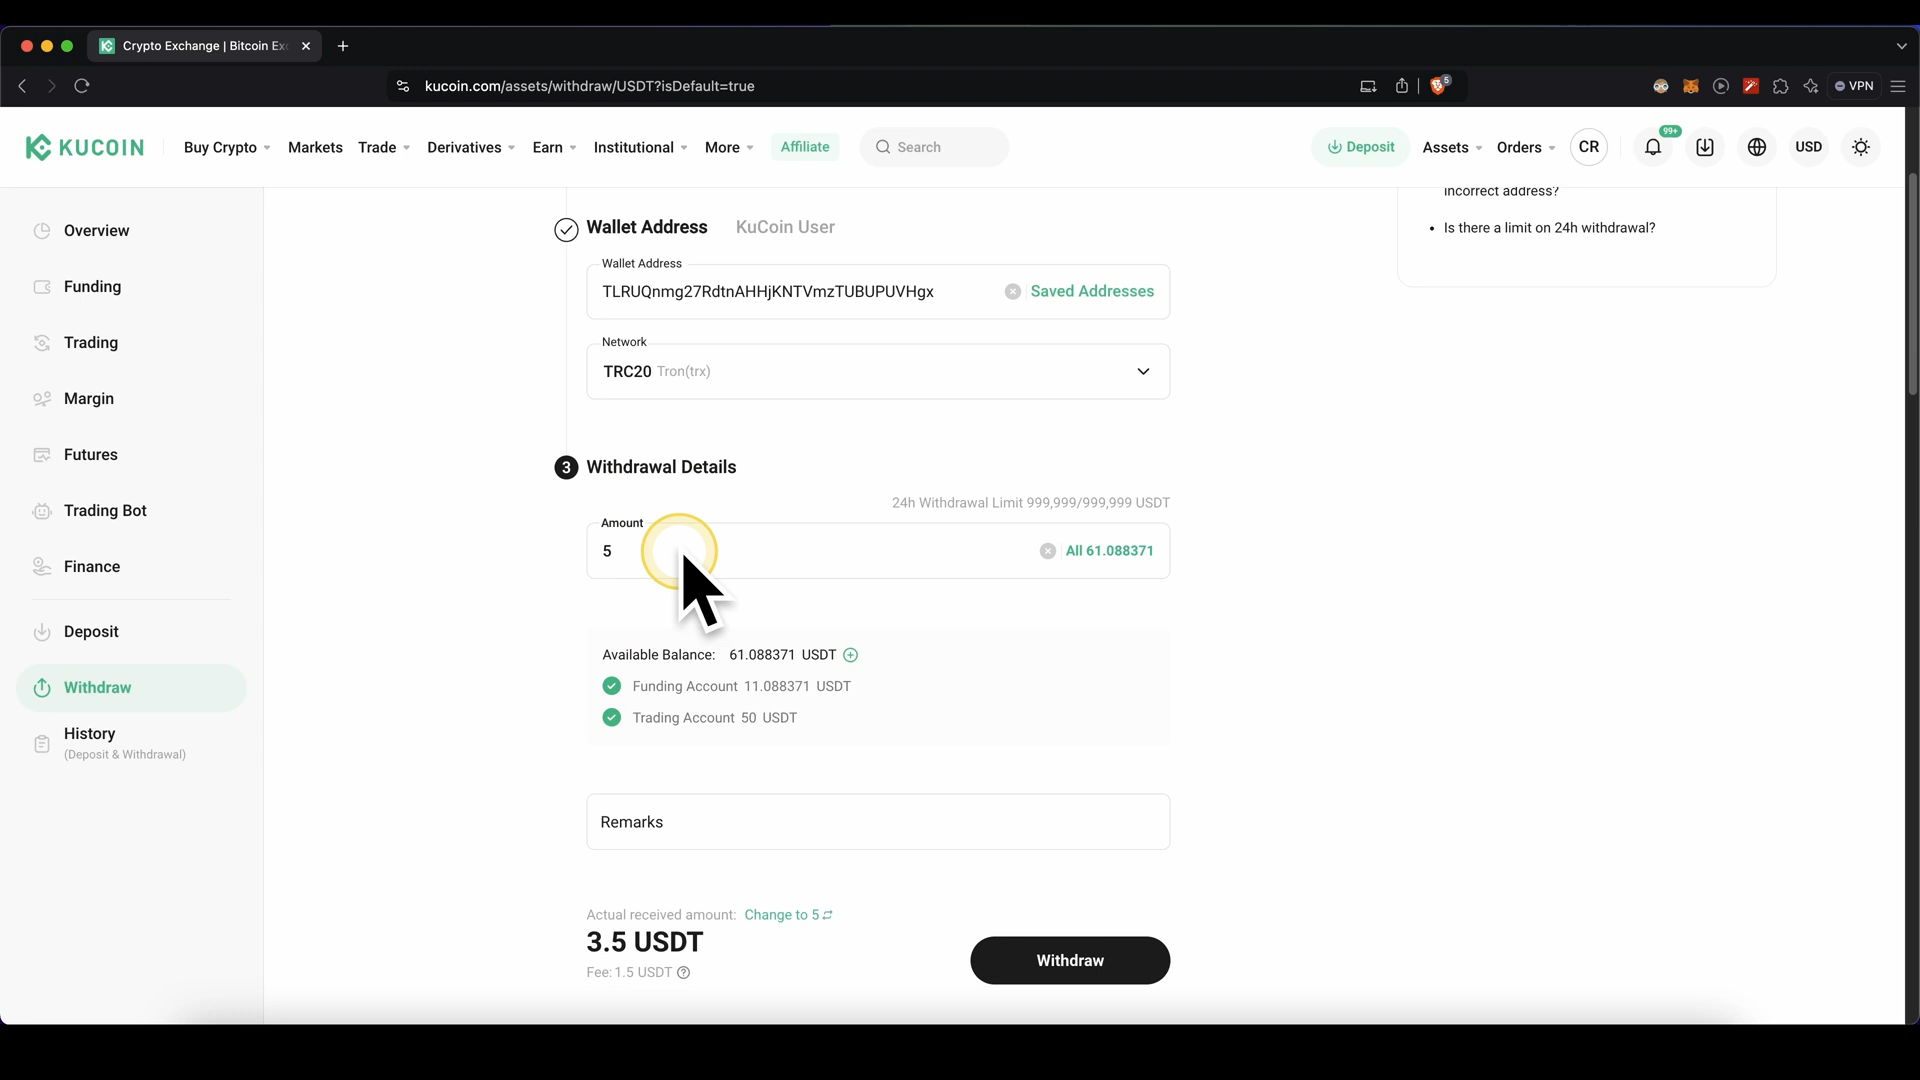 Crypto Exchange | Bitcoin Ex
kucoin.com/assets/withdraw/USDT?isDefault=true
5
VPN
KUCOIN
Buy Crypto
Markets
Trade
Derivatives
Earn
Institutional
More
Affiliate
Search
Deposit
Assets
Orders
CR
99+
USD
Overview
Funding
Trading
Margin
Futures
Trading Bot
Finance
Deposit
Withdraw
History
(Deposit & Withdrawal)
Wallet Address KuCoin User
Wallet Address
TLRUQnmg27RdtnAHHjKNTVmzTUBUPUVHgx
Saved Addresses
Network
TRC20 Tron(trx)
3 Withdrawal Details
24h Withdrawal Limit 999,999/999,999 USDT
Amount
5
All 61.088371
Available Balance: 61.088371 USDT
Funding Account 11.088371 USDT
Trading Account 50 USDT
Remarks
Actual received amount: Change to 5
3.5 USDT
Fee: 1.5 USDT
Withdraw
incorrect address?
• Is there a limit on 24h withdrawal?